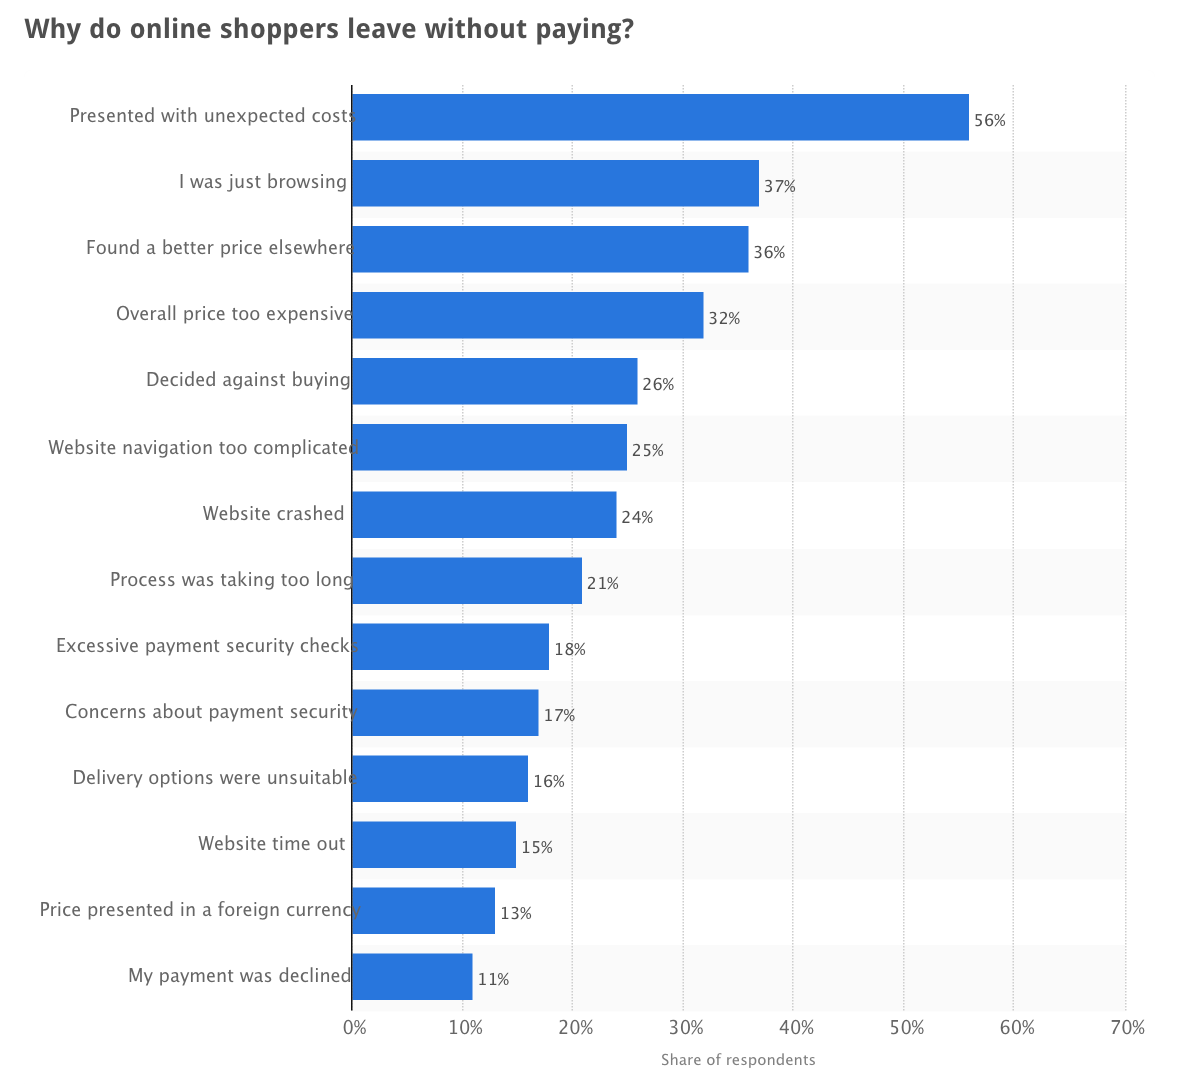 Why do online shoppers leave without paying?
Presented with unexpected costs
56%
I was just browsing
37%
Found a better price elsewhere
36%
Overall price too expensive
32%
Decided against buying
26%
Website navigation too complicated
25%
Website crashed
24%
Process was taking too long
21%
Excessive payment security checks
18%
Concerns about payment security
17%
Delivery options were unsuitable
16%
Website time out
15%
Price presented in a foreign currency
13%
My payment was declined
11%
0% 10% 20% 30% 40% 50% 60% 70%
Share of respondents